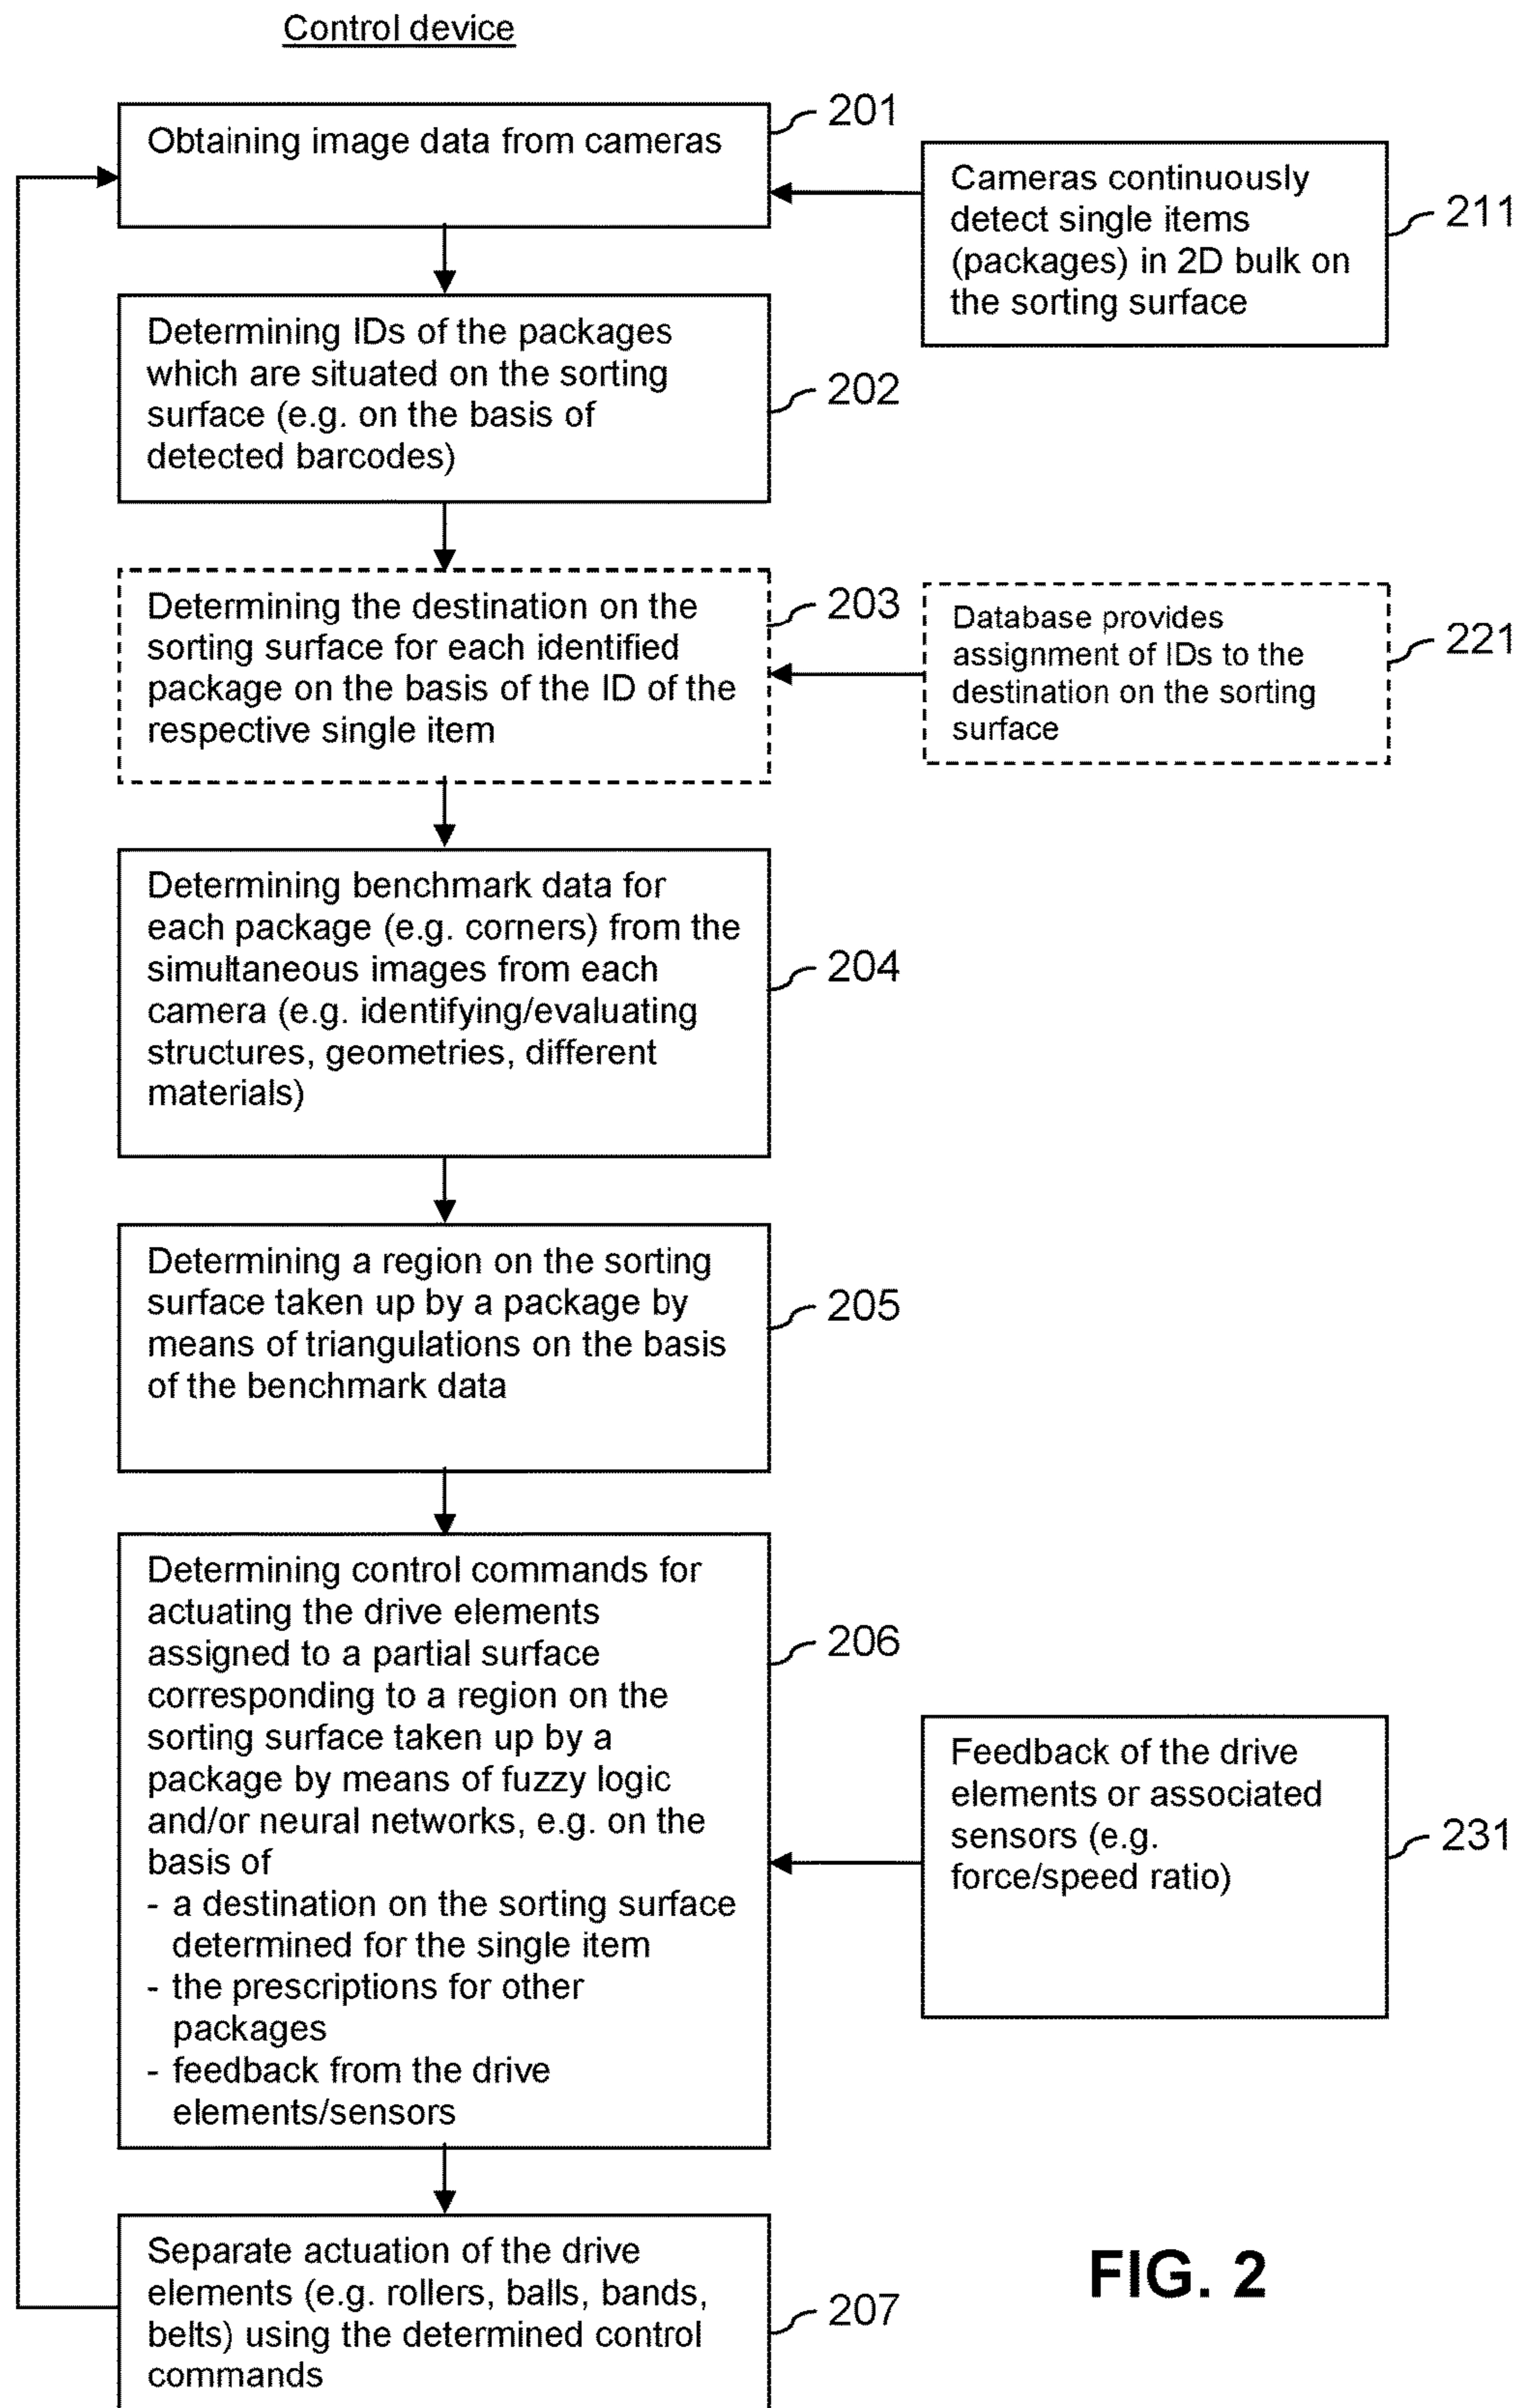 Control device
Obtaining image data from cameras
201
Cameras continuously
detect single items
(packages) in 2D bulk on
the sorting surface
211
Determining IDs of the packages
which are situated on the sorting
surface (e.g. on the basis of
detected barcodes)
202
Determining the destination on the
sorting surface for each identified
package on the basis of the ID of the
respective single item
203
Database provides
assignment of IDs to the
destination on the sorting
surface
221
Determining benchmark data for
each package (e.g. corners) from the
simultaneous images from each
camera (e.g. identifying/evaluating
structures, geometries, different
materials)
204
Determining a region on the sorting
surface taken up by a package by
means of triangulations on the basis
of the benchmark data
205
Determining control commands for
actuating the drive elements
assigned to a partial surface
corresponding to a region on the
sorting surface taken up by a
package by means of fuzzy logic
and/or neural networks, e.g. on the
basis of
- a destination on the sorting surface
determined for the single item
- the prescriptions for other
packages
- feedback from the drive
elements/sensors
206
Feedback of the drive
elements or associated
sensors (e.g.
force/speed ratio)
231
Separate actuation of the drive
elements (e.g. rollers, balls, bands,
belts) using the determined control
commands
207
FIG. 2